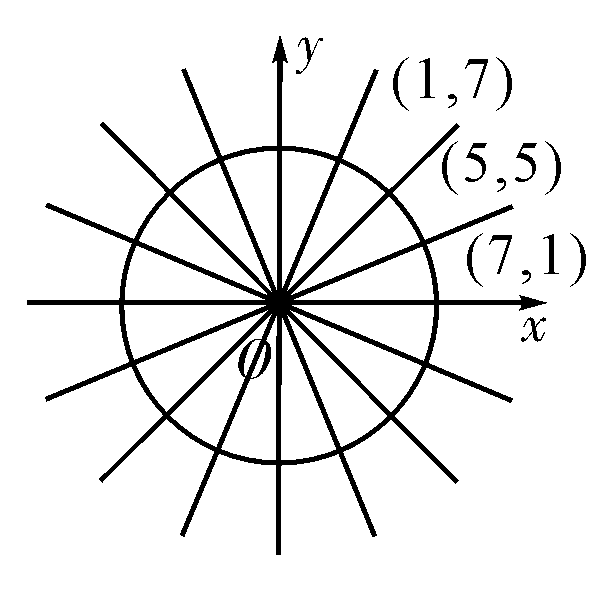 y
(1,7)
(5,5)
(7,1)
x
O